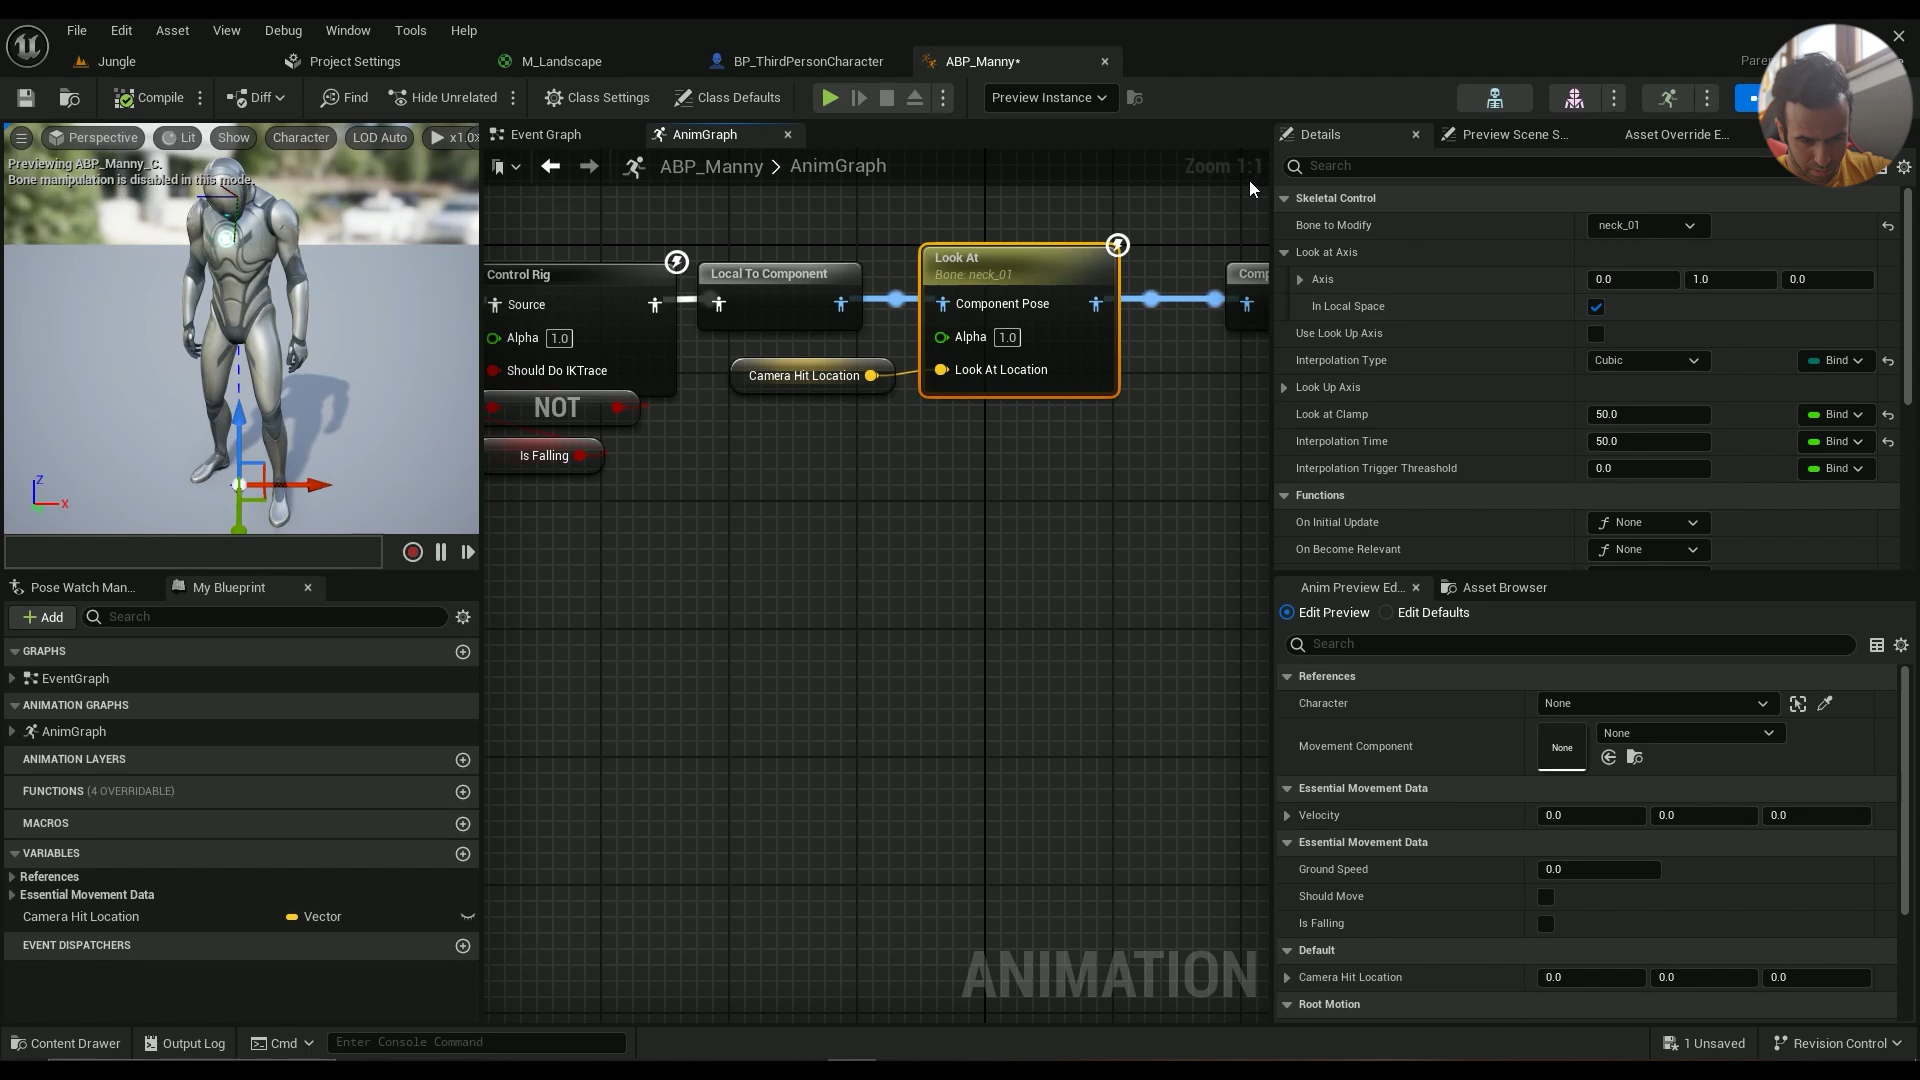 File
Edit
Asset
View
Debug
Window
Tools
Help
Jungle
Project Settings
M_Landscape
BP_ThirdPersonCharacter
ABP_Manny*
Compile
Diff
Find
Hide Unrelated
Class Settings
Class Defaults
Preview Instance
Perspective
Lit
Show
Character
LOD Auto
x1.0
Previewing ABP_Manny_C.
Bone manipulation is disabled in this mode.
Z
X
Event Graph
AnimGraph
ABP_Manny > AnimGraph
Zoom 1:1
Control Rig
Source
Alpha 1.0
Should Do IKTrace
NOT
Is Falling
Local To Component
Camera Hit Location
Look At
Bone: neck_01
Component Pose
Alpha 1.0
Look At Location
Comp
ANIMATION
Details
Preview Scene S...
Asset Override E...
Search
Skeletal Control
Bone to Modify neck_01
Look at Axis
Axis 0.0 1.0 0.0
In Local Space
Use Look Up Axis
Interpolation Type Cubic Bind
Look Up Axis
Look at Clamp 50.0 Bind
Interpolation Time 50.0 Bind
Interpolation Trigger Threashold 0.0 Bind
Functions
On Initial Update None
On Become Relevant None
Pose Watch Man...
My Blueprint
Add
Search
GRAPHS
EventGraph
ANIMATION GRAPHS
AnimGraph
ANIMATION LAYERS
FUNCTIONS (4 OVERRIDABLE)
MACROS
VARIABLES
References
Essential Movement Data
Camera Hit Location Vector
EVENT DISPATCHERS
Anim Preview Ed...
Asset Browser
Edit Preview
Edit Defaults
Search
References
Character None
Movement Component None None
Essential Movement Data
Velocity 0.0 0.0 0.0
Essential Movement Data
Ground Speed 0.0
Should Move
Is Falling
Default
Camera Hit Location 0.0 0.0 0.0
Root Motion
Content Drawer
Output Log
Cmd
Enter Console Command
1 Unsaved
Revision Control